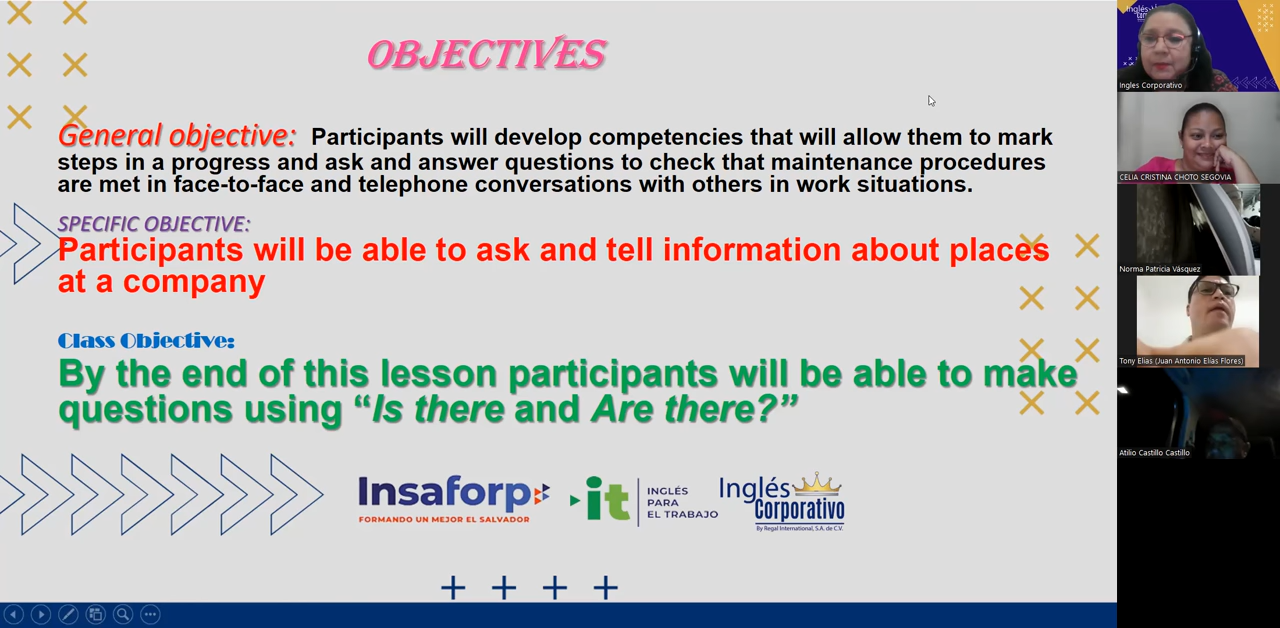 OBJECTIVES
General objective: Participants will develop competencies that will allow them to mark
steps in a progress and ask and answer questions to check that maintenance procedures
are met in face-to-face and telephone conversations with others in work situations.
SPECIFIC OBJECTIVE:
Participants will be able to ask and tell information about places
at a company
Class Objective:
By the end of this lesson participants will be able to make
questions using “Is there and Are there?”
Insaforp
FORMANDO UN MEJOR EL SALVADOR
it
INGLÉS
PARA
EL TRABAJO
Inglés
Corporativo
By Regal International, S.A. de C.V.
Inglés
Ingles Corporativo
CELIA CRISTINA CHOTO SEGOVIA
Norma Patricia Vásquez
Tony Elias (Juan Antonio Elias Flores)
Atilio Castillo Castillo